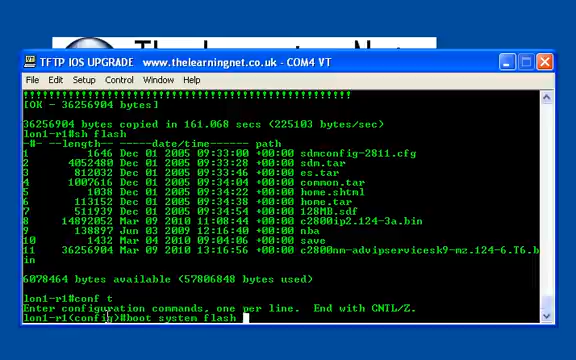 TFTP IOS UPGRADE www.thelearningnet.co.uk - COM4 VT
File Edit Setup Control Window Help
!!!!!!!!!!!!!!!!!!!!!!!!!!!!!!!!!!!!!!!!!!!!!!!!!!!!!!
[OK - 36256904 bytes]
36256904 bytes copied in 161.068 secs (225103 bytes/sec)
lon1-r1#sh flash
-#- --length-- -----date/time------ path
1 1646 Dec 01 2005 09:33:00 +00:00 sdmconfig-2811.cfg
2 4052480 Dec 01 2005 09:33:28 +00:00 sdm.tar
3 812032 Dec 01 2005 09:33:46 +00:00 es.tar
4 1007616 Dec 01 2005 09:34:04 +00:00 common.tar
5 1038 Dec 01 2005 09:34:22 +00:00 home.shtml
6 113152 Dec 01 2005 09:34:38 +00:00 home.tar
7 511939 Dec 01 2005 09:34:54 +00:00 128MB.sdf
8 14892052 Mar 09 2010 11:08:44 +00:00 c2800ip2.124-3a.bin
9 138897 Jun 03 2009 12:16:40 +00:00 nba
10 1432 Mar 04 2010 09:04:06 +00:00 save
11 36256904 Mar 09 2010 13:16:56 +00:00 c2800nm-advipservicesk9-mz.124-6.T6.b
in
6078464 bytes available (57806848 bytes used)
lon1-r1#conf t
Enter configuration commands, one per line. End with CNTL/Z.
lon1-r1(config)#boot system flash